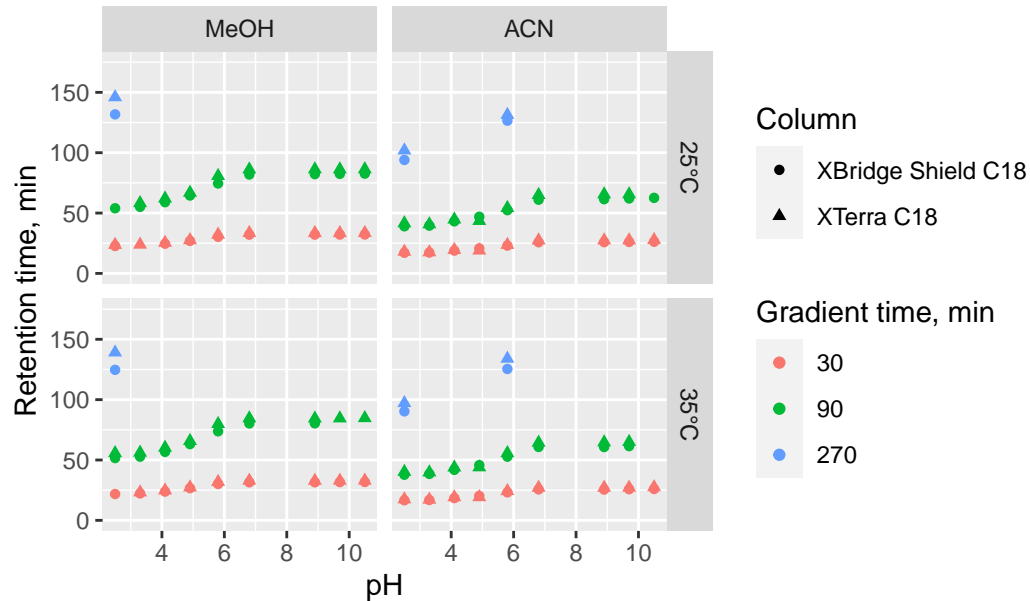 MeOH ACN
150
100
50
0
25°C
150
100
50
0
35°C
4 6 8 10 4 6 8 10
pH
Retention time, min
Column
XBridge Shield C18
XTerra C18
Gradient time, min
30
90
270